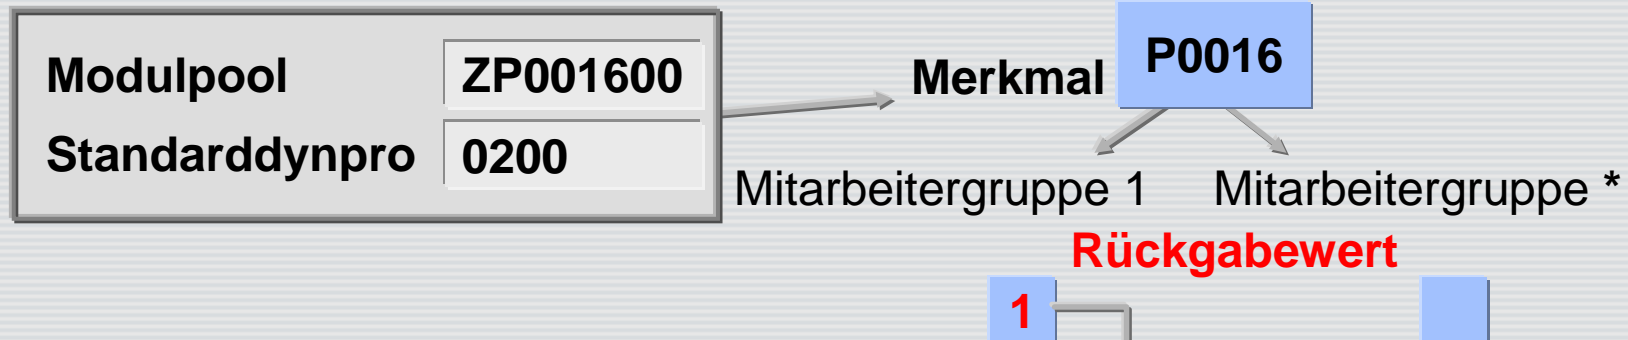 Modulpool ZP001600
Standarddynpro 0200
Merkmal P0016
Mitarbeitergruppe 1 Mitarbeitergruppe *
Rückgabewert
1